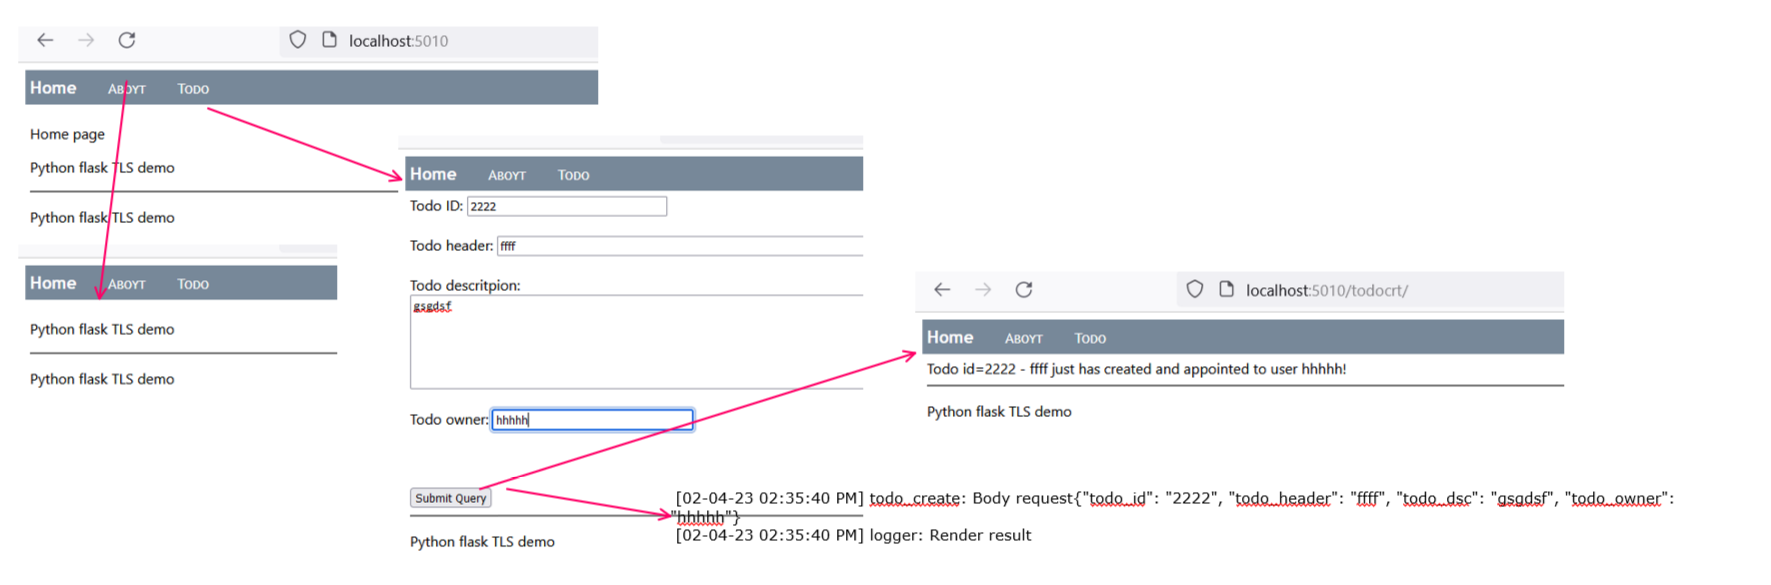 localhost:5010
Home ABOYT TODO
Home page
Python flask TLS demo
Python flask TLS demo
Home ABOYT TODO
Python flask TLS demo
Python flask TLS demo
Home ABOYT TODO
Todo ID: 2222
Todo header: ffff
Todo descritpion:
gsgdsf
Todo owner: hhhhh
Submit Query
Python flask TLS demo
localhost:5010/todocrt/
Home ABOYT TODO
Todo id=2222 - ffff just has created and appointed to user hhhhh!
Python flask TLS demo
[02-04-23 02:35:40 PM] todo_create: Body request{"todo_id": "2222", "todo_header": "ffff", "todo_dsc": "gsgdsf", "todo_owner":
"hhhhh"}
[02-04-23 02:35:40 PM] logger: Render result